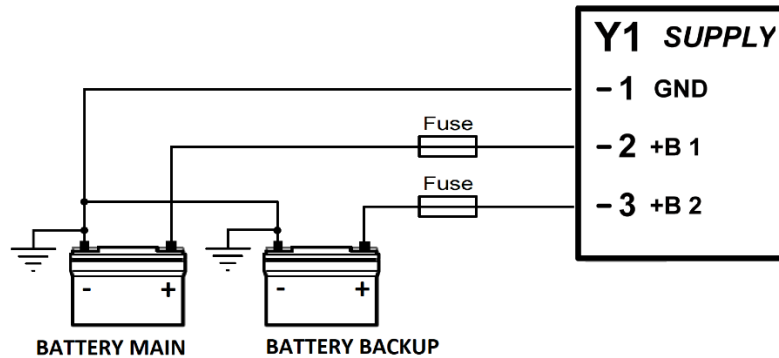 Y1 SUPPLY
-1 GND
Fuse
-2 +B 1
Fuse
-3 +B 2
- +
- +
BATTERY MAIN
BATTERY BACKUP